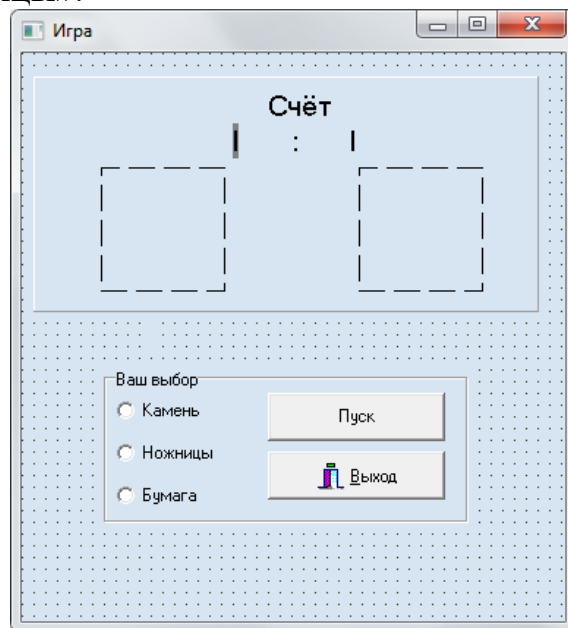 Игра
Счёт
I : I
Ваш выбор
Камень
Пуск
Ножницы
Выход
Бумага